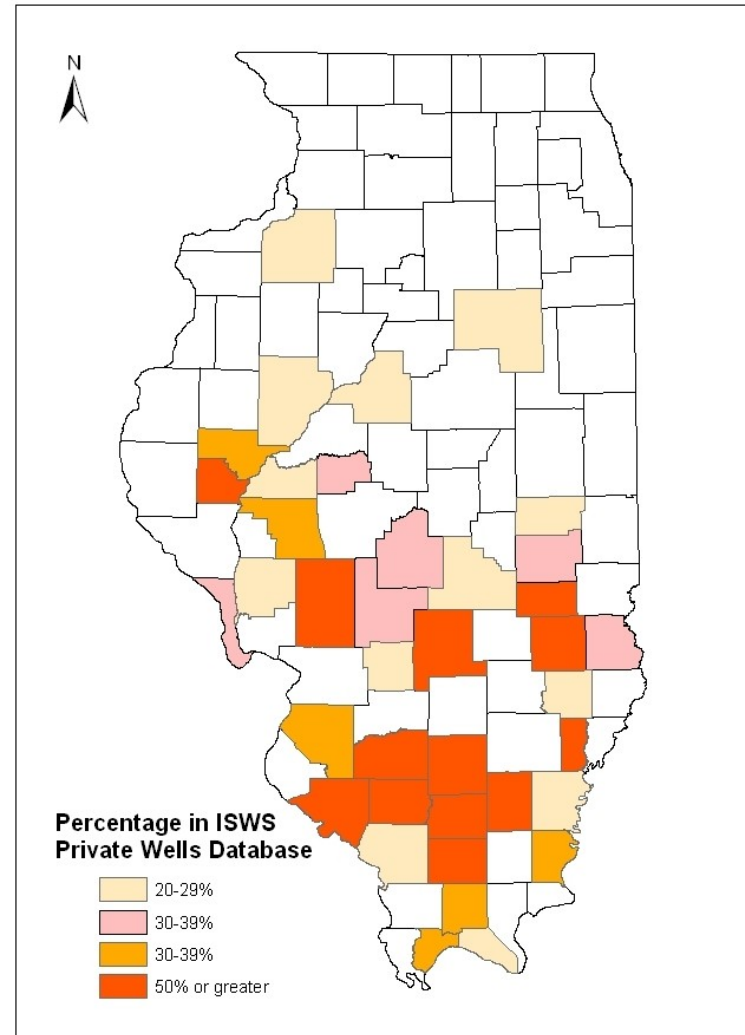 N
Percentage in ISWS
Private Wells Database
20-29%
30-39%
30-39%
50% or greater